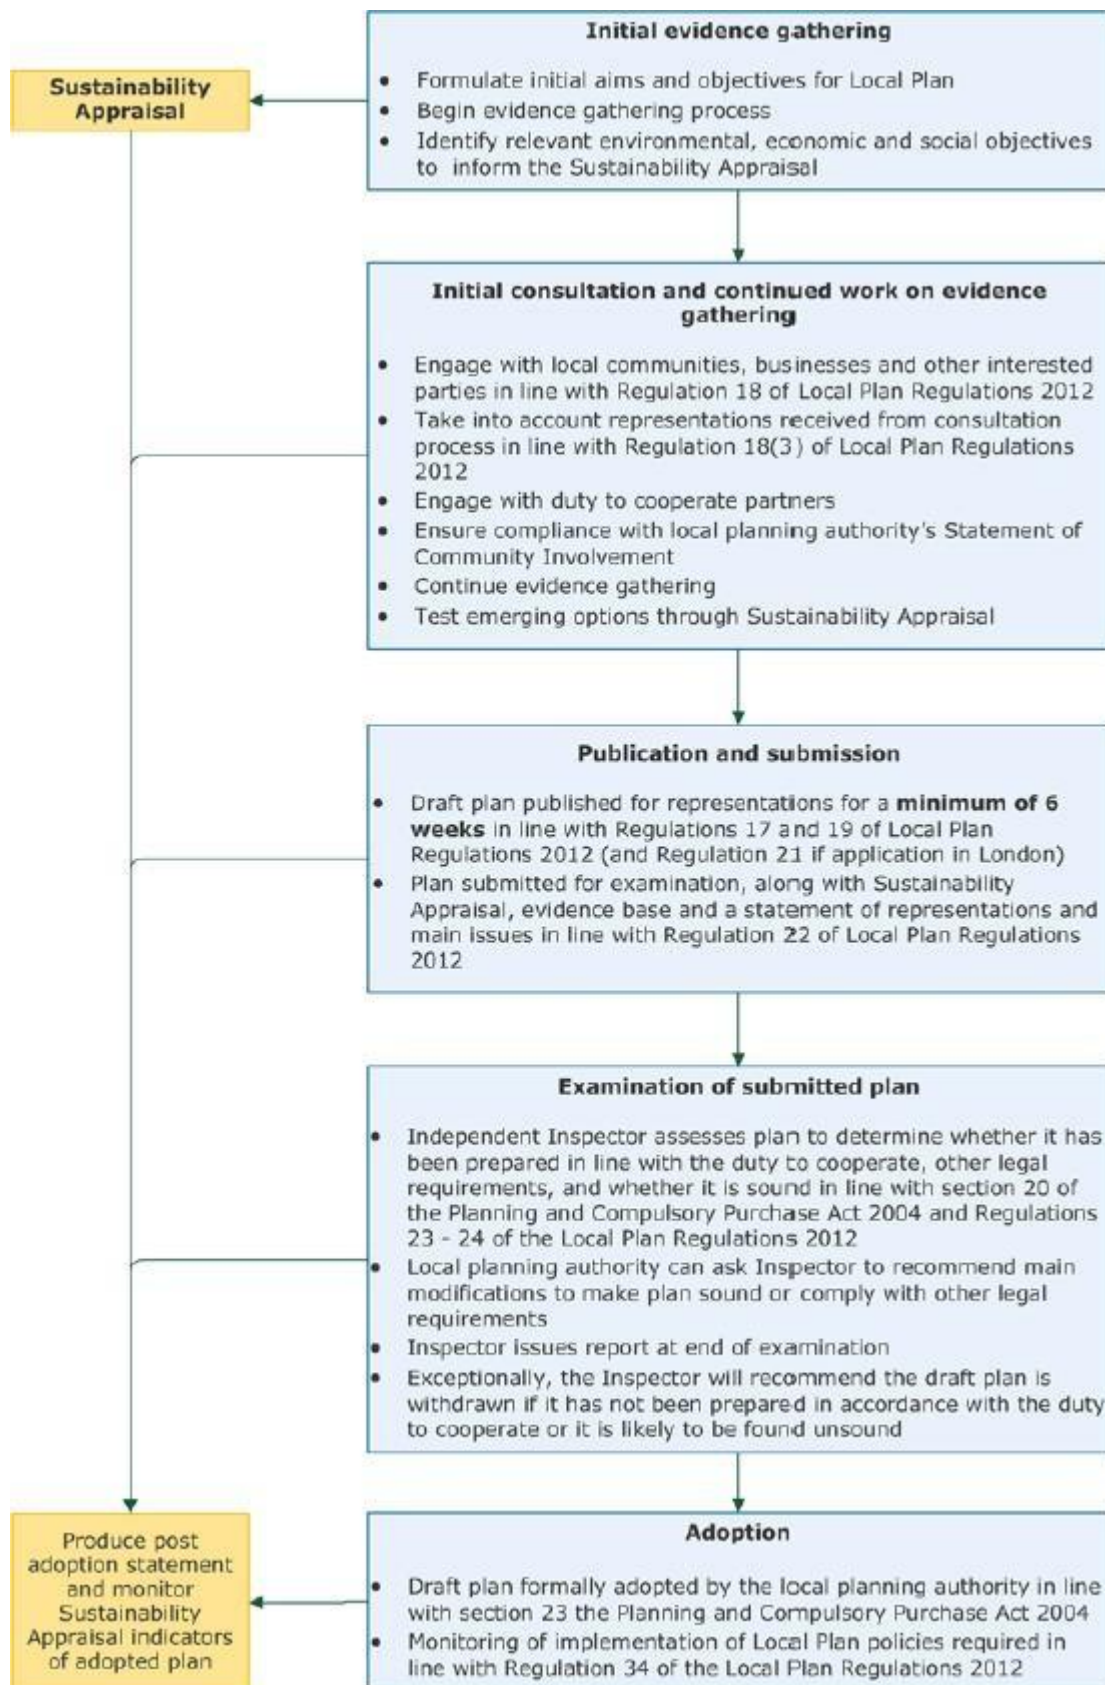 Initial evidence gathering
• Formulate initial aims and objectives for Local Plan
• Begin evidence gathering process
• Identify relevant environmental, economic and social objectives
to inform the Sustainability Appraisal
Sustainability
Appraisal
Initial consultation and continued work on evidence
gathering
• Engage with local communities, businesses and other interested
parties in line with Regulation 18 of Local Plan Regulations 2012
• Take into account representations received from consultation
process in line with Regulation 18(3) of Local Plan Regulations
2012
• Engage with duty to cooperate partners
• Ensure compliance with local planning authority's Statement of
Community Involvement
• Continue evidence gathering
• Test emerging options through Sustainability Appraisal
Publication and submission
• Draft plan published for representations for a minimum of 6
weeks in line with Regulations 17 and 19 of Local Plan
Regulations 2012 (and Regulation 21 if application in London)
• Plan submitted for examination, along with Sustainability
Appraisal, evidence base and a statement of representations and
main issues in line with Regulation 22 of Local Plan Regulations
2012
Examination of submitted plan
• Independent Inspector assesses plan to determine whether it has
been prepared in line with the duty to cooperate, other legal
requirements, and whether it is sound in line with section 20 of
the Planning and Compulsory Purchase Act 2004 and Regulations
23 - 24 of the Local Plan Regulations 2012
• Local planning authority can ask Inspector to recommend main
modifications to make plan sound or comply with other legal
requirements
• Inspector issues report at end of examination
• Exceptionally, the Inspector will recommend the draft plan is
withdrawn if it has not been prepared in accordance with the duty
to cooperate or it is likely to be found unsound
Adoption
• Draft plan formally adopted by the local planning authority in line
with section 23 the Planning and Compulsory Purchase Act 2004
• Monitoring of implementation of Local Plan policies required in
line with Regulation 34 of the Local Plan Regulations 2012
Produce post
adoption statement
and monitor
Sustainability
Appraisal indicators
of adopted plan